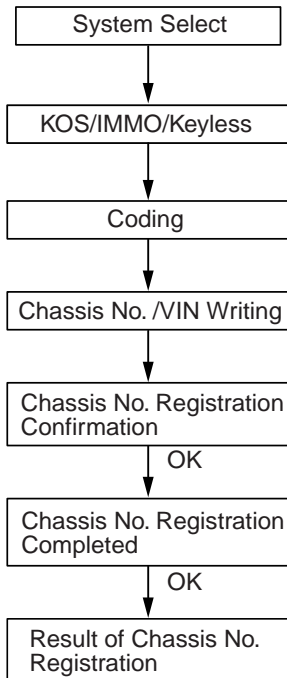 System Select
KOS/IMMO/Keyless
Coding
Chassis No. /VIN Writing
Chassis No. Registration
Confirmation
OK
Chassis No. Registration
Completed
OK
Result of Chassis No.
Registration